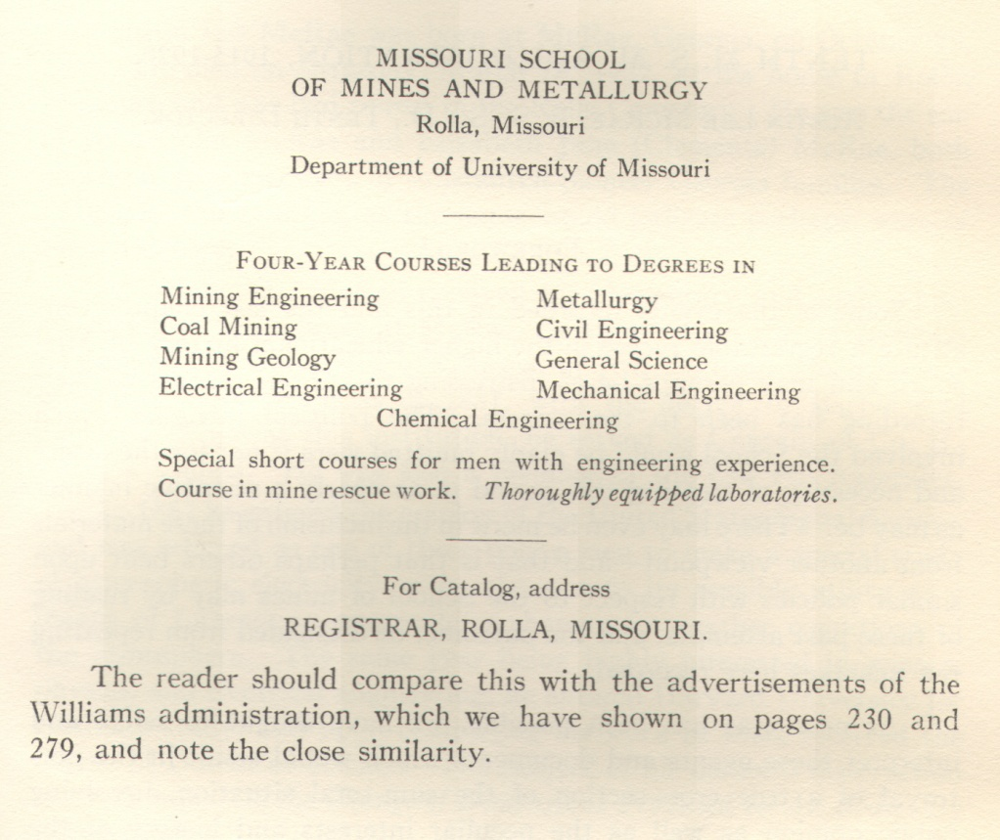 MISSOURI SCHOOL
OF MINES AND METALLURGY
Rolla, Missouri
Department of University of Missouri
FOUR-YEAR COURSES LEADING TO DEGREES IN
Mining Engineering Metallurgy
Coal Mining Civil Engineering
Mining Geology General Science
Electrical Engineering Mechanical Engineering
Chemical Engineering
Special short courses for men with engineering experience.
Course in mine rescue work. Thoroughly equipped laboratories.
For Catalog, address
REGISTRAR, ROLLA, MISSOURI.
The reader should compare this with the advertisements of the
Williams administration, which we have shown on pages 230 and
279, and note the close similarity.